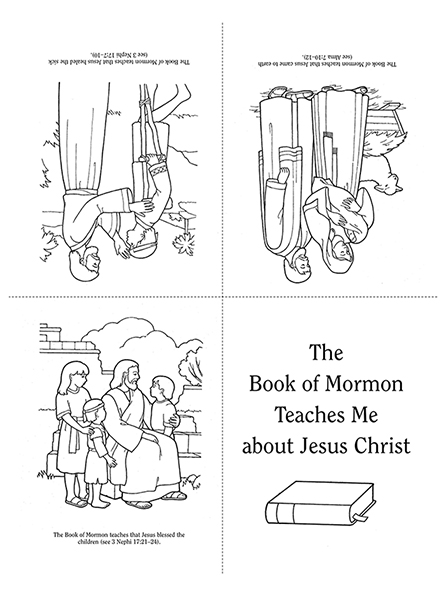 The Book of Mormon teaches that Jesus healed the sick
(see 3 Nephi 17:7–10).
The Book of Mormon teaches that Jesus came to earth
(see Alma 7:10–12).
The Book of Mormon teaches that Jesus blessed the
children (see 3 Nephi 17:21–24).
The
Book of Mormon
Teaches Me
about Jesus Christ